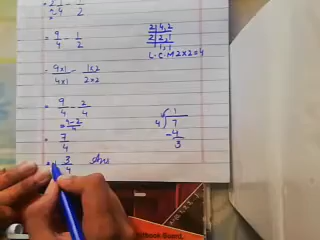 9/4 - 1/2
2 | 4, 2
2 | 2, 1
1, 1
L.C.M 2×2=4
= 9×1/4×1 - 1×2/2×2
= 9/4 - 2/4
= 9-2/4
= 7/4
1
4 ) 7
-4
3
3/4 Ans